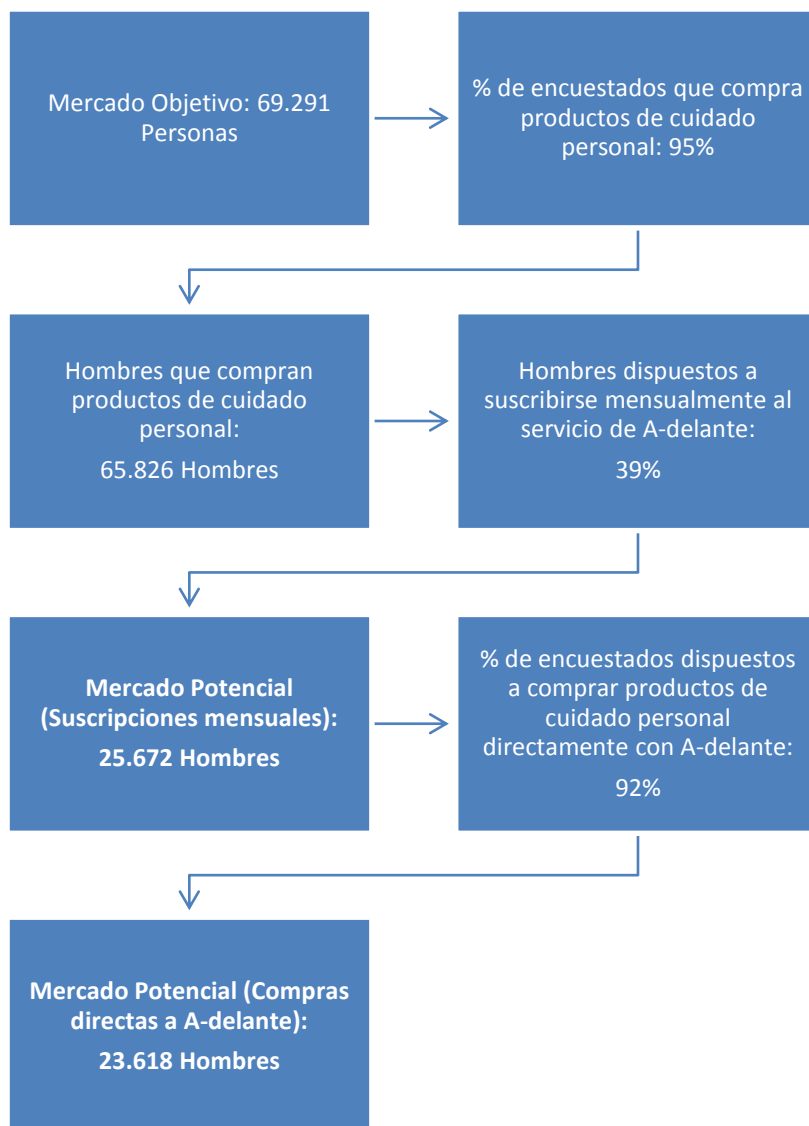 Mercado Objetivo: 69.291
Personas
% de encuestados que compra
productos de cuidado
personal: 95%
Hombres que compran
productos de cuidado
personal:
65.826 Hombres
Hombres dispuestos a
suscribirse mensualmente al
servicio de A-delante:
39%
Mercado Potencial
(Suscripciones mensuales):
25.672 Hombres
% de encuestados dispuestos
a comprar productos de
cuidado personal
directamente con A-delante:
92%
Mercado Potencial (Compras
directas a A-delante):
23.618 Hombres